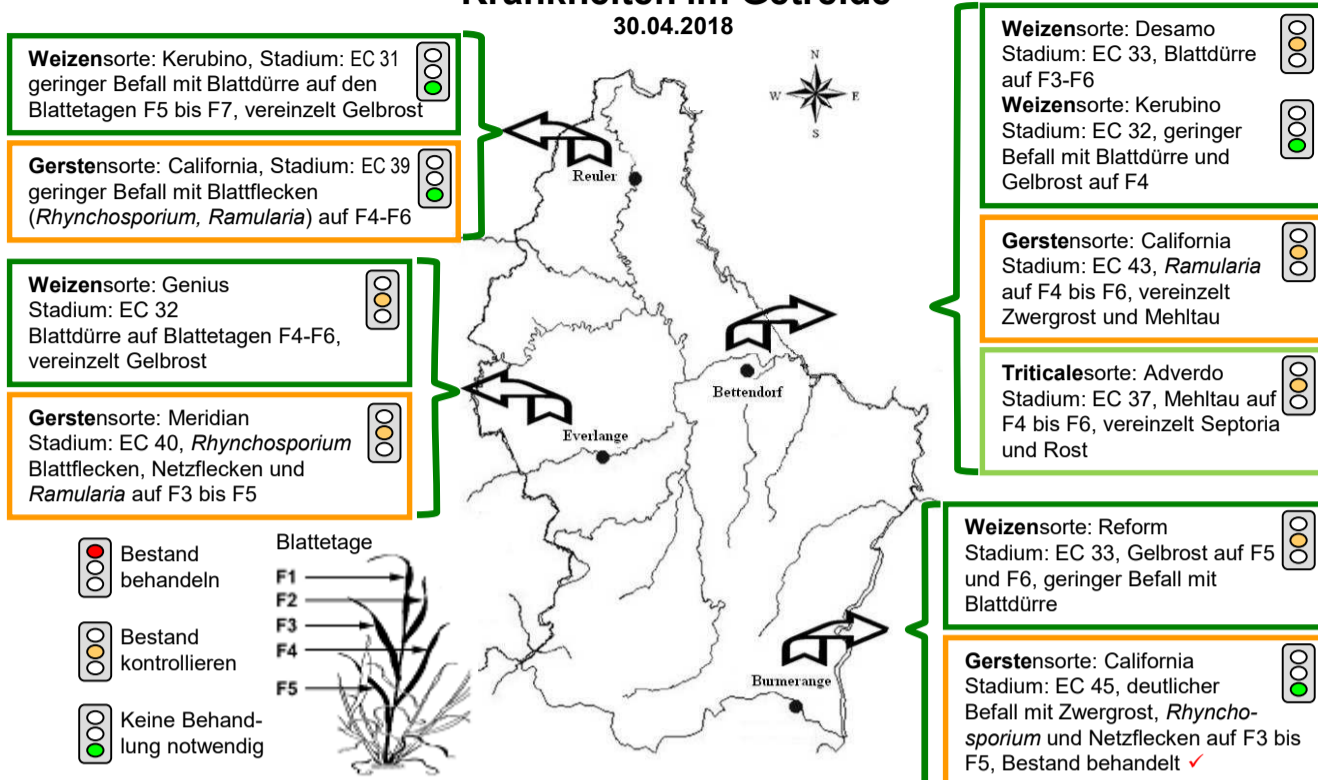 Krankheiten im Getreide
30.04.2018
Weizensorte: Kerubino, Stadium: EC 31
geringer Befall mit Blattdürre auf den
Blattetagen F5 bis F7, vereinzelt Gelbrost
Gerstensorte: California, Stadium: EC 39
geringer Befall mit Blattflecken
(Rhynchosporium, Ramularia) auf F4-F6
Weizensorte: Genius
Stadium: EC 32
Blattdürre auf Blattetagen F4-F6,
vereinzelt Gelbrost
Gerstensorte: Meridian
Stadium: EC 40, Rhynchosporium
Blattflecken, Netzflecken und
Ramularia auf F3 bis F5
Bestand
behandeln
Bestand
kontrollieren
Keine Behand-
lung notwendig
Blattetage
F1
F2
F3
F4
F5
N
W E
S
Reuler
Bettendorf
Everlange
Burmerange
Weizensorte: Desamo
Stadium: EC 33, Blattdürre
auf F3-F6
Weizensorte: Kerubino
Stadium: EC 32, geringer
Befall mit Blattdürre und
Gelbrost auf F4
Gerstensorte: California
Stadium: EC 43, Ramularia
auf F4 bis F6, vereinzelt
Zwergrost und Mehltau
Triticalesorte: Adverdo
Stadium: EC 37, Mehltau auf
F4 bis F6, vereinzelt Septoria
und Rost
Weizensorte: Reform
Stadium: EC 33, Gelbrost auf F5
und F6, geringer Befall mit
Blattdürre
Gerstensorte: California
Stadium: EC 45, deutlicher
Befall mit Zwergrost, Rhyncho-
sporium und Netzflecken auf F3 bis
F5, Bestand behandelt ✓